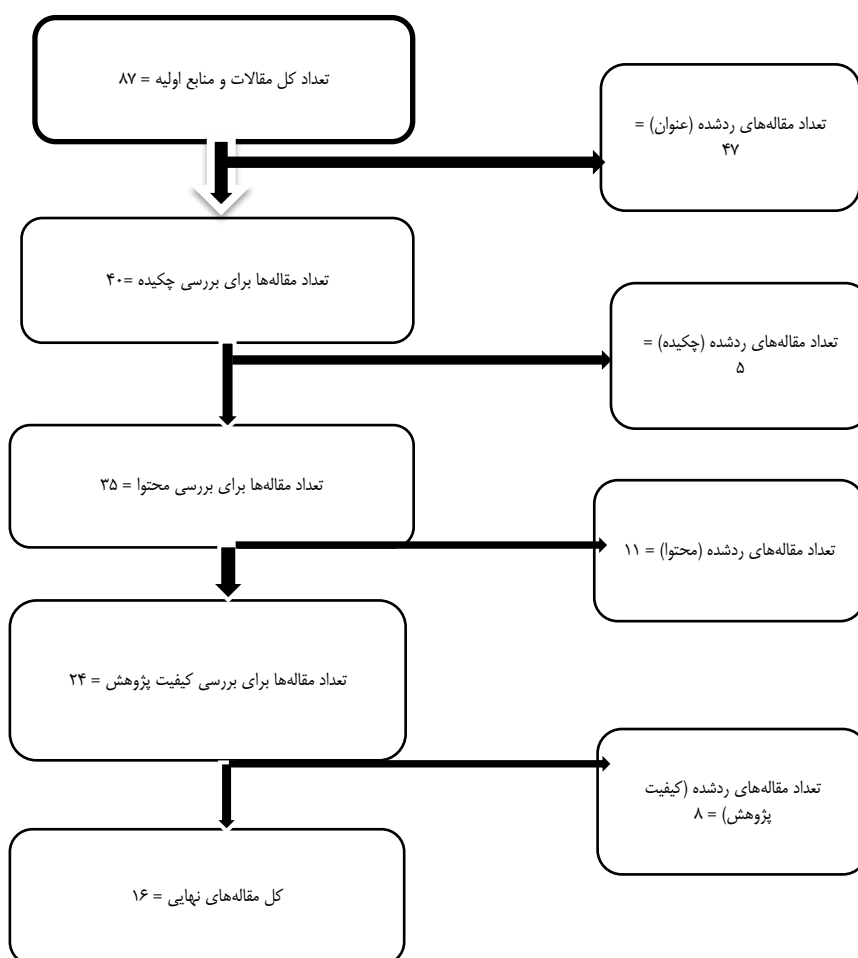 تعداد کل مقالات و منابع اولیه = ۸۷
تعداد مقاله‌های ردشده (عنوان) =
۴۷
تعداد مقاله‌ها برای بررسی چکیده =۴۰
تعداد مقاله‌های ردشده (چکیده) =
۵
تعداد مقاله‌ها برای بررسی محتوا = ۳۵
تعداد مقاله‌های ردشده (محتوا) = ۱۱
تعداد مقاله‌ها برای بررسی کیفیت پژوهش = ۲۴
تعداد مقاله‌های ردشده (کیفیت
پژوهش) = ۸
کل مقاله‌های نهایی = ۱۶